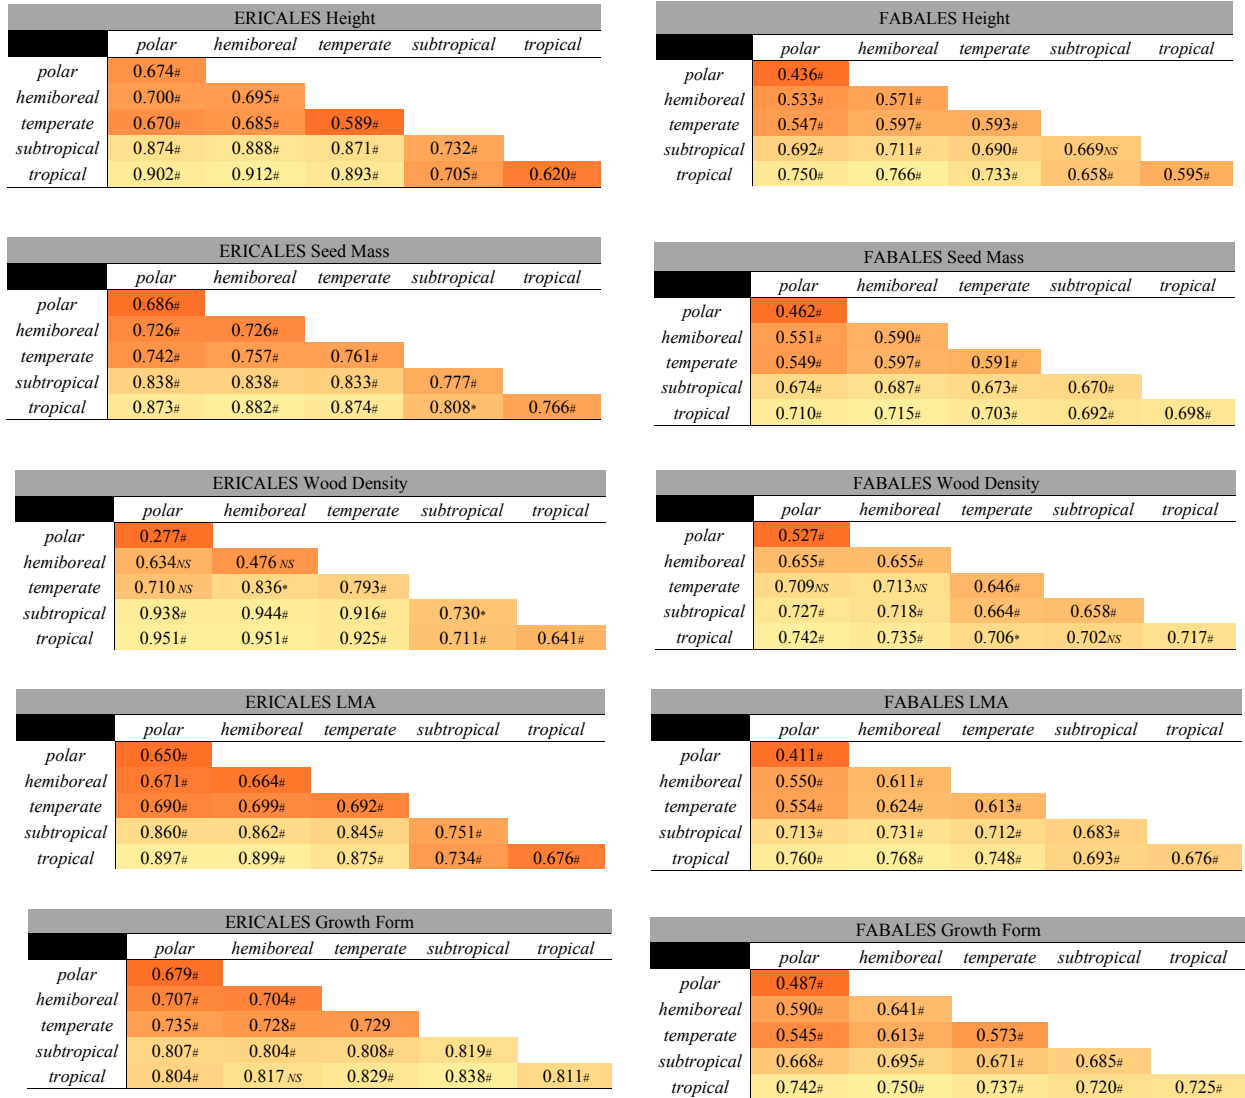 ERICALES Height
polar hemiboreal temperate subtropical tropical
polar 0.674#
hemiboreal 0.700# 0.695#
temperate 0.670# 0.685# 0.589#
subtropical 0.874# 0.888# 0.871# 0.732#
tropical 0.902# 0.912# 0.893# 0.705# 0.620#
FABALES Height
polar hemiboreal temperate subtropical tropical
polar 0.436#
hemiboreal 0.533# 0.571#
temperate 0.547# 0.597# 0.593#
subtropical 0.692# 0.711# 0.690# 0.669NS
tropical 0.750# 0.766# 0.733# 0.658# 0.595#
ERICALES Seed Mass
polar hemiboreal temperate subtropical tropical
polar 0.686#
hemiboreal 0.726# 0.726#
temperate 0.742# 0.757# 0.761#
subtropical 0.838# 0.838# 0.833# 0.777#
tropical 0.873# 0.882# 0.874# 0.808* 0.766#
FABALES Seed Mass
polar hemiboreal temperate subtropical tropical
polar 0.462#
hemiboreal 0.551# 0.590#
temperate 0.549# 0.597# 0.591#
subtropical 0.674# 0.687# 0.673# 0.670#
tropical 0.710# 0.715# 0.703# 0.692# 0.698#
ERICALES Wood Density
polar hemiboreal temperate subtropical tropical
polar 0.277#
hemiboreal 0.634NS 0.476 NS
temperate 0.710 NS 0.836* 0.793#
subtropical 0.938# 0.944# 0.916# 0.730*
tropical 0.951# 0.951# 0.925# 0.711# 0.641#
FABALES Wood Density
polar hemiboreal temperate subtropical tropical
polar 0.527#
hemiboreal 0.655# 0.655#
temperate 0.709NS 0.713NS 0.646#
subtropical 0.727# 0.718# 0.664# 0.658#
tropical 0.742# 0.735# 0.706* 0.702NS 0.717#
ERICALES LMA
polar hemiboreal temperate subtropical tropical
polar 0.650#
hemiboreal 0.671# 0.664#
temperate 0.690# 0.699# 0.692#
subtropical 0.860# 0.862# 0.845# 0.751#
tropical 0.897# 0.899# 0.875# 0.734# 0.676#
FABALES LMA
polar hemiboreal temperate subtropical tropical
polar 0.411#
hemiboreal 0.550# 0.611#
temperate 0.554# 0.624# 0.613#
subtropical 0.713# 0.731# 0.712# 0.683#
tropical 0.760# 0.768# 0.748# 0.693# 0.676#
ERICALES Growth Form
polar hemiboreal temperate subtropical tropical
polar 0.679#
hemiboreal 0.707# 0.704#
temperate 0.735# 0.728# 0.729
subtropical 0.807# 0.804# 0.808# 0.819#
tropical 0.804# 0.817 NS 0.829# 0.838# 0.811#
FABALES Growth Form
polar hemiboreal temperate subtropical tropical
polar 0.487#
hemiboreal 0.590# 0.641#
temperate 0.545# 0.613# 0.573#
subtropical 0.668# 0.695# 0.671# 0.685#
tropical 0.742# 0.750# 0.737# 0.720# 0.725#